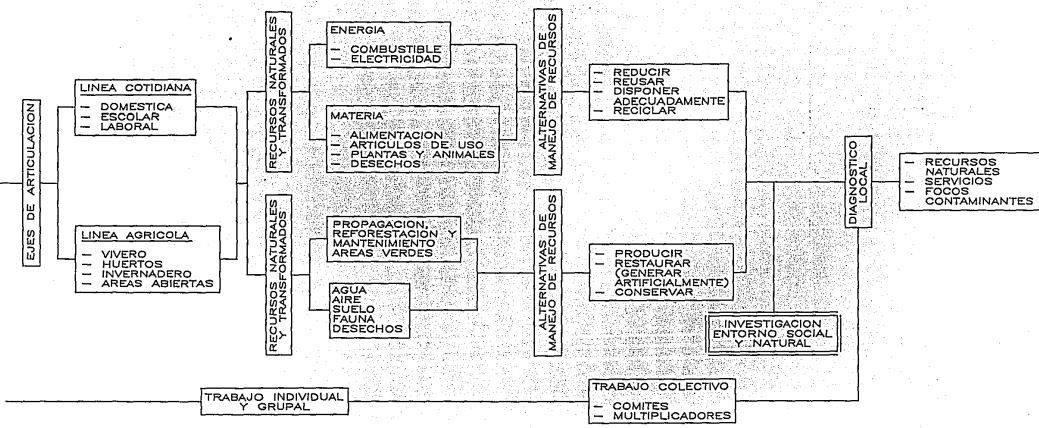 EJES DE ARTICULACION
LINEA COTIDIANA
— DOMESTICA
— ESCOLAR
— LABORAL
LINEA AGRICOLA
— VIVERO
— HUERTOS
— INVERNADERO
— AREAS ABIERTAS
RECURSOS NATURALES
Y TRANSFORMADOS
ENERGIA
— COMBUSTIBLE
— ELECTRICIDAD
MATERIA
— ALIMENTACION
— ARTICULOS DE USO
— PLANTAS Y ANIMALES
— DESECHOS
RECURSOS NATURALES
Y TRANSFORMADOS
PROPAGACION,
REFORESTACION Y
MANTENIMIENTO
AREAS VERDES
AGUA
AIRE
SUELO
FAUNA
DESECHOS
ALTERNATIVAS DE
MANEJO DE RECURSOS
— REDUCIR
— REUSAR
— DISPONER
ADECUADAMENTE
— RECICLAR
ALTERNATIVAS DE
MANEJO DE RECURSOS
— PRODUCIR
— RESTAURAR
(GENERAR
ARTIFICIALMENTE)
— CONSERVAR
INVESTIGACION
ENTORNO SOCIAL
Y NATURAL
DIAGNOSTICO
LOCAL
— RECURSOS
NATURALES
— SERVICIOS
— FOCOS
CONTAMINANTES
TRABAJO INDIVIDUAL
Y GRUPAL
TRABAJO COLECTIVO
— COMITES
— MULTIPLICADORES